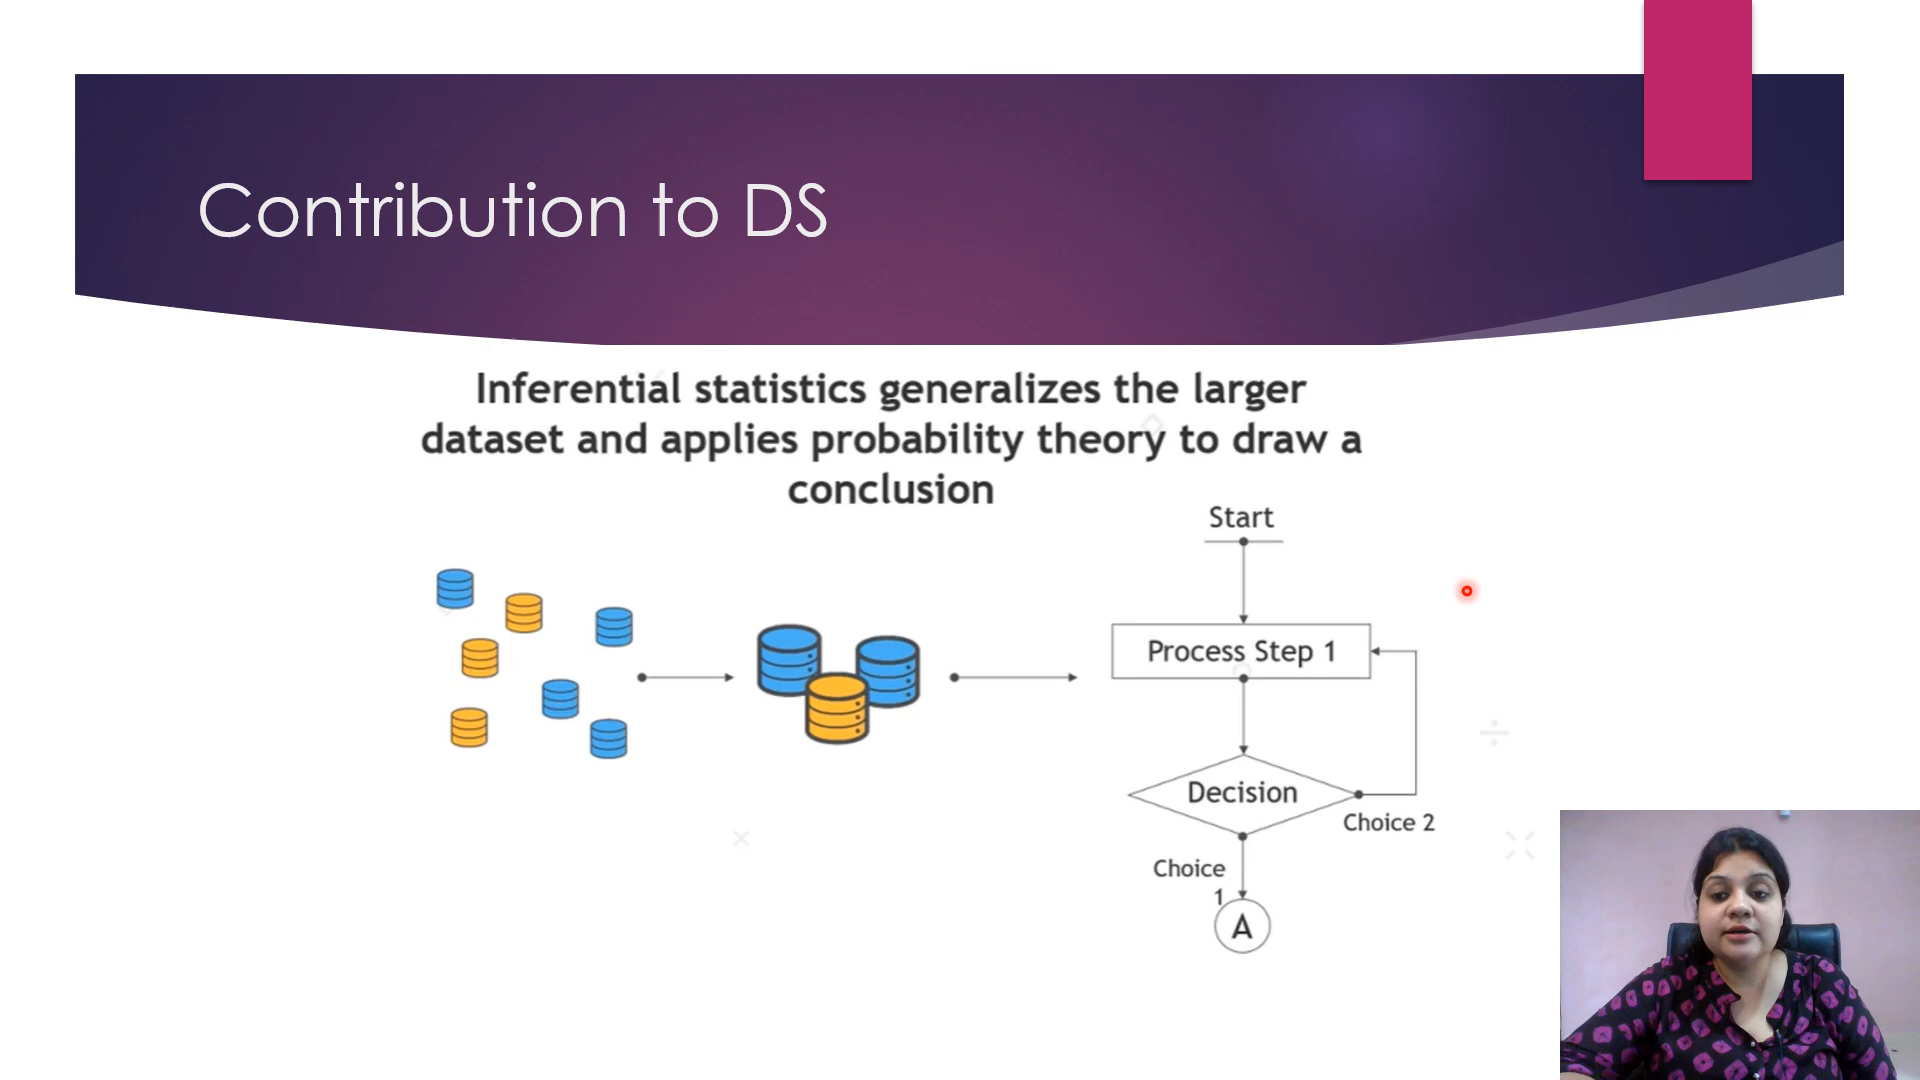 Contribution to DS
Inferential statistics generalizes the larger
dataset and applies probability theory to draw a
conclusion
Start
Process Step 1
Decision
Choice 2
Choice
1
A